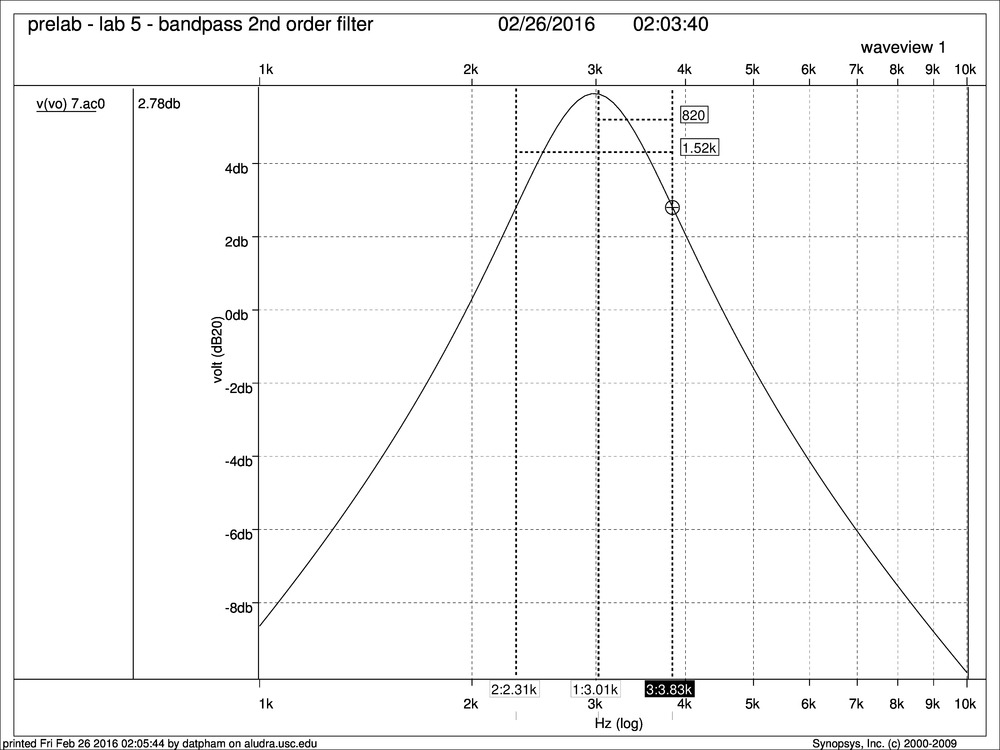 prelab - lab 5 - bandpass 2nd order filter 02/26/2016 02:03:40
waveview 1
1k 2k 3k 4k 5k 6k 7k 8k 9k 10k
v(vo) 7.ac0 2.78db
820
1.52k
4db
2db
0db
-2db
-4db
-6db
-8db
volt (dB20)
2:2.31k 1:3.01k 3:3.83k
1k 2k 3k 4k 5k 6k 7k 8k 9k 10k
Hz (log)
printed Fri Feb 26 2016 02:05:44 by datpham on aludra.usc.edu Synopsys, Inc. (c) 2000-2009